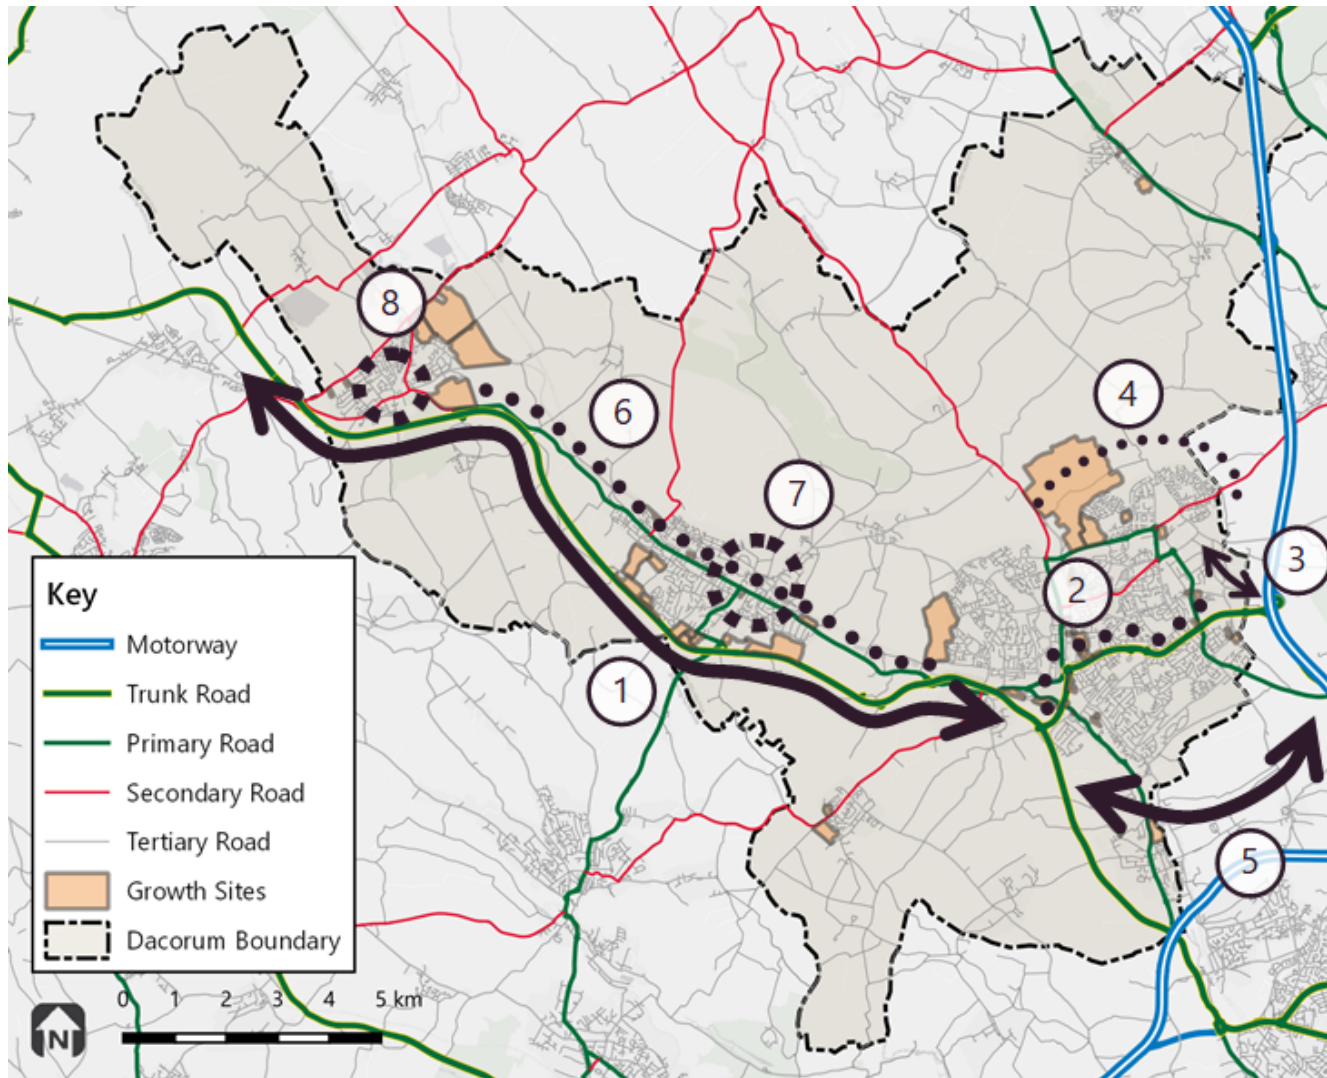 8
6
4
7
3
2
1
5
Key
Motorway
Trunk Road
Primary Road
Secondary Road
Tertiary Road
Growth Sites
Dacorum Boundary
0 1 2 3 4 5 km
N